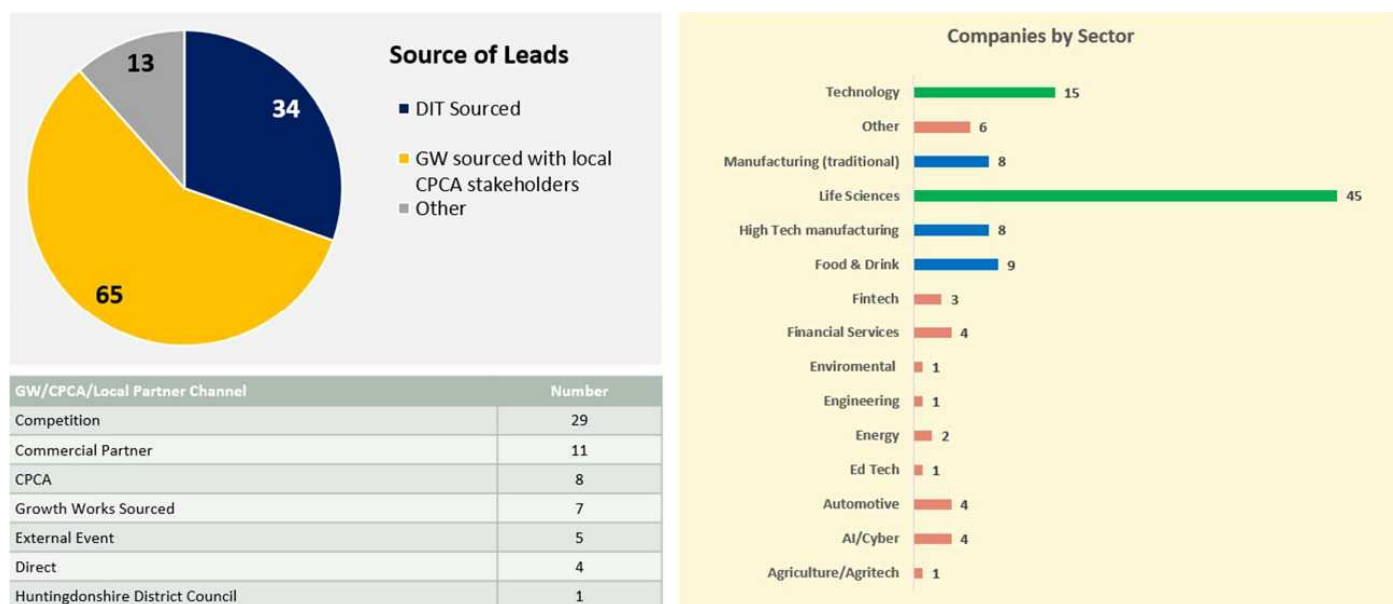 Source of Leads
13
34
65
DIT Sourced
GW sourced with local
CPCA stakeholders
Other
GW/CPCA/Local Partner Channel Number
Competition 29
Commercial Partner 11
CPCA 8
Growth Works Sourced 7
External Event 5
Direct 4
Huntingdonshire District Council 1
Companies by Sector
Technology 15
Other 6
Manufacturing (traditional) 8
Life Sciences 45
High Tech manufacturing 8
Food & Drink 9
Fintech 3
Financial Services 4
Enviromental 1
Engineering 1
Energy 2
Ed Tech 1
Automotive 4
AI/Cyber 4
Agriculture/Agritech 1